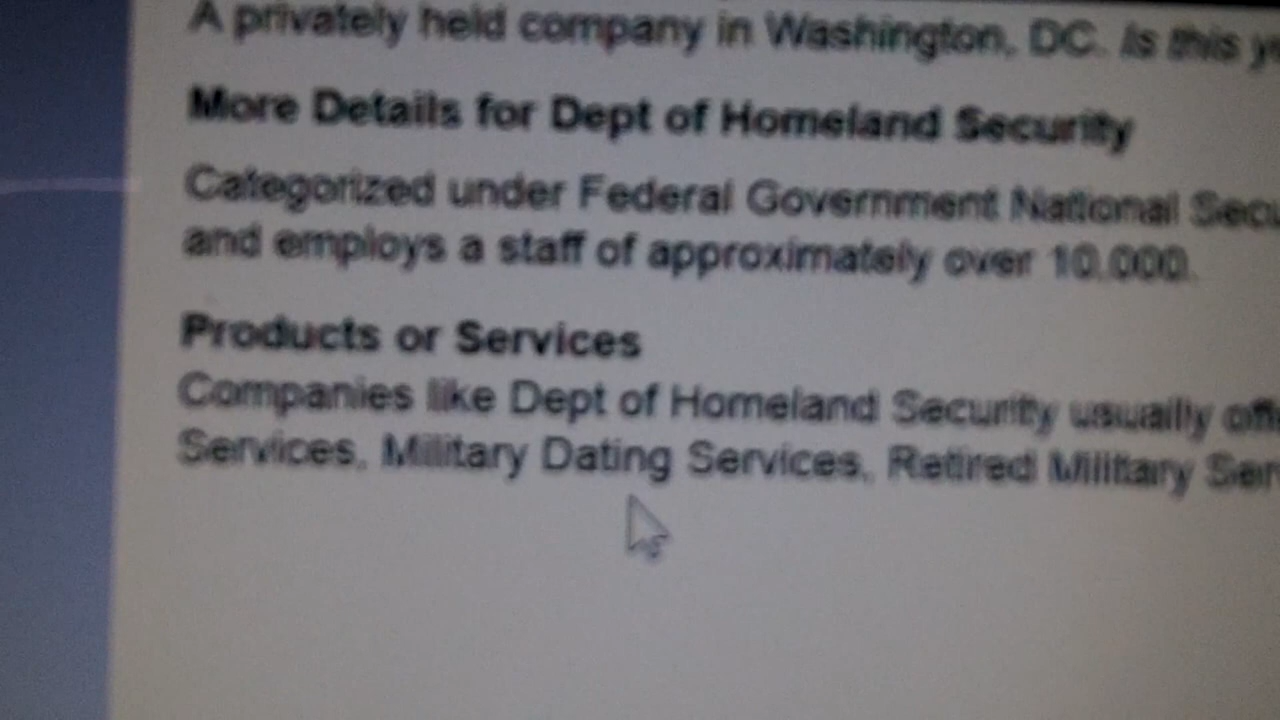 A privately held company in Washington, DC. Is this
More Details for Dept of Homeland Security
Categorized under Federal Government National
and employs a staff of approximately over 10,000.
Products or Services
Companies like Dept of Homeland Security usually
Services, Military Dating Services, Retired Military